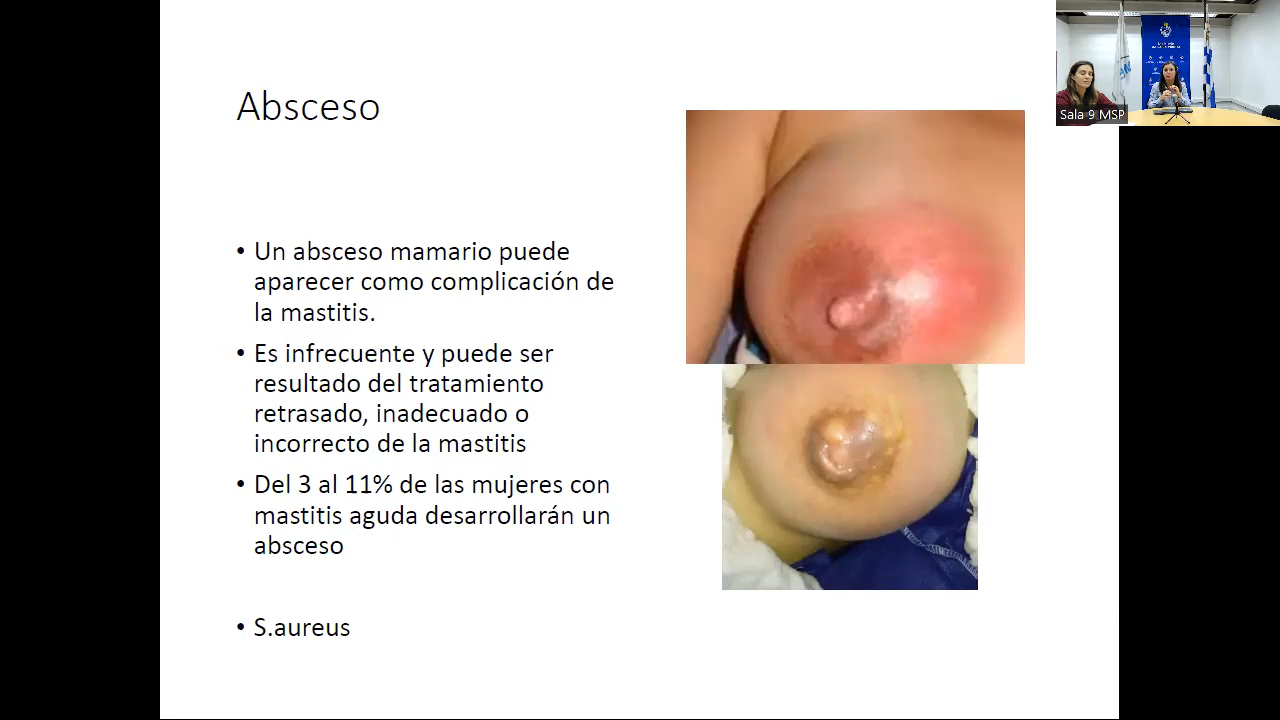 Absceso
• Un absceso mamario puede
aparecer como complicación de
la mastitis.
• Es infrecuente y puede ser
resultado del tratamiento
retrasado, inadecuado o
incorrecto de la mastitis
• Del 3 al 11% de las mujeres con
mastitis aguda desarrollarán un
absceso
• S.aureus
Sala 9 MSP